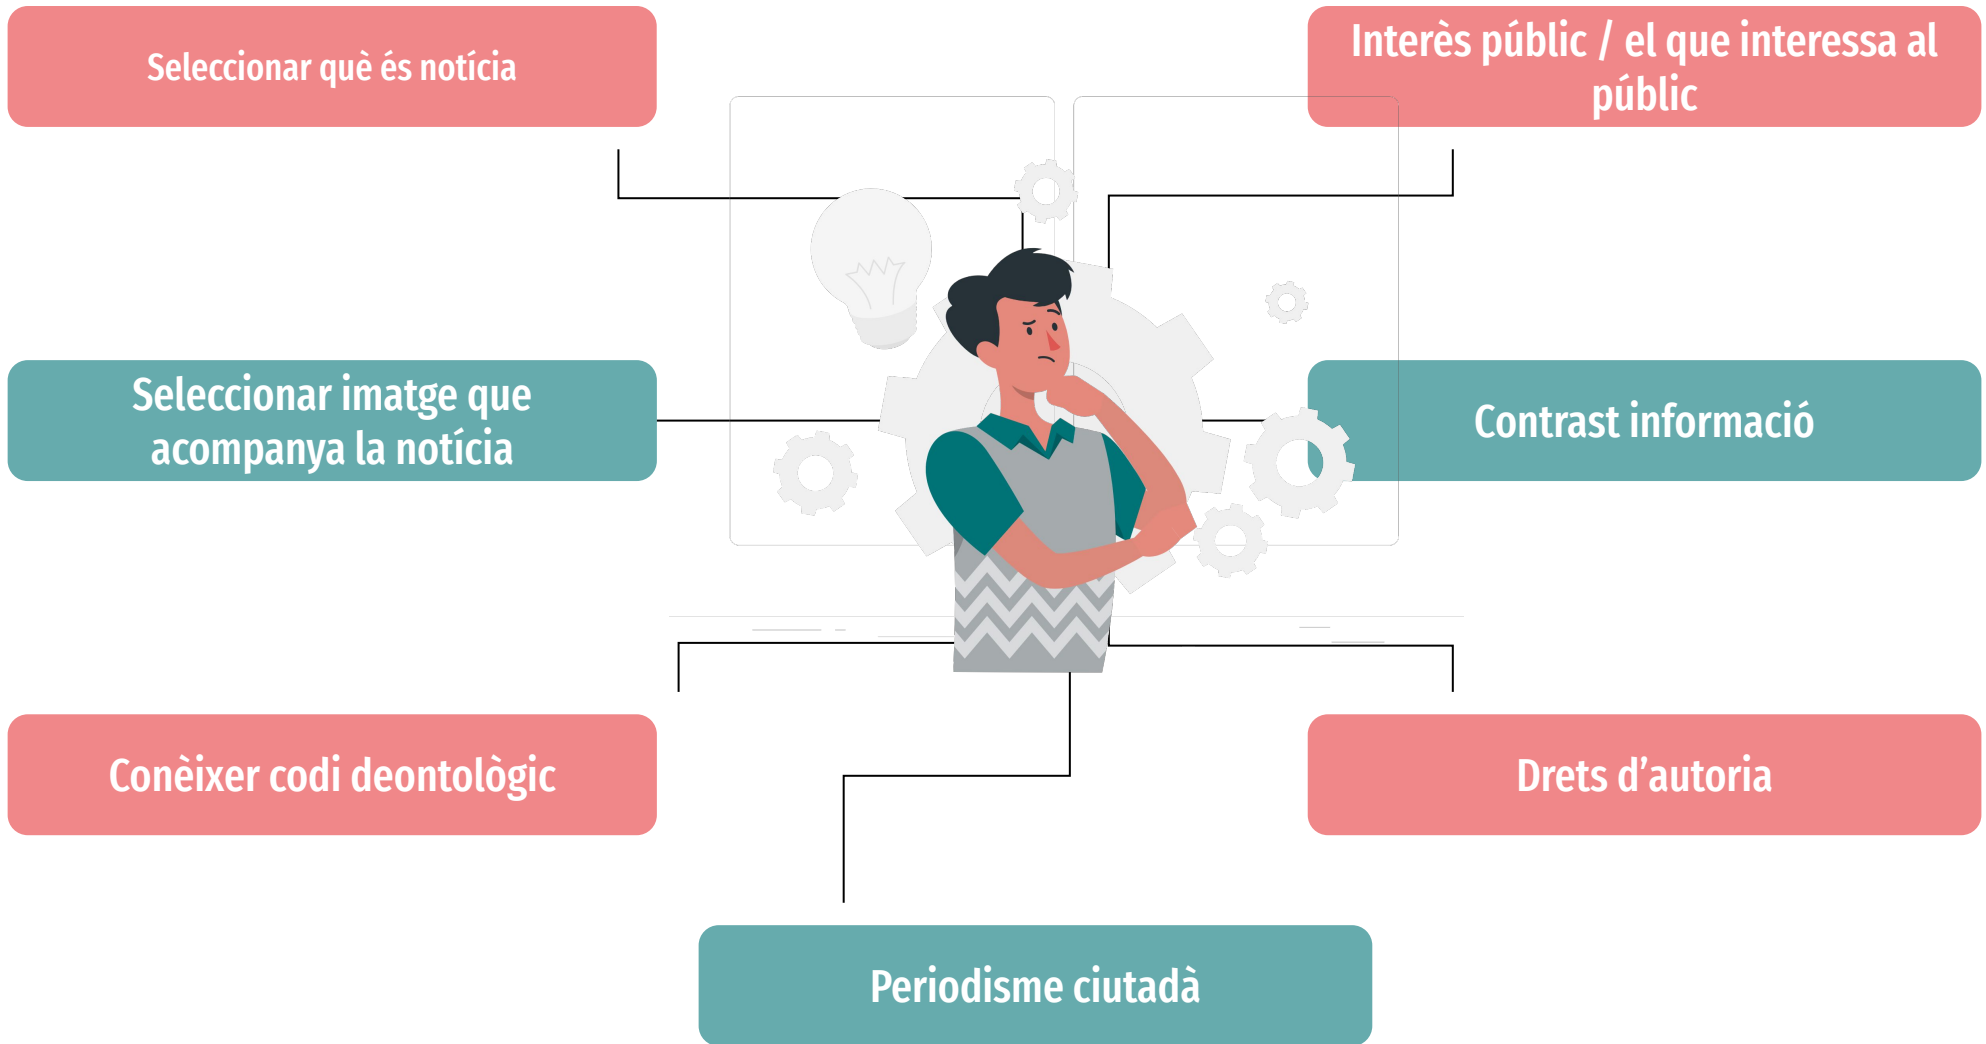 Seleccionar què és notícia
Interès públic / el que interessa al
públic
Seleccionar imatge que
acompanya la notícia
Contrast informació
Conèixer codi deontològic
Drets d’autoria
Periodisme ciutadà